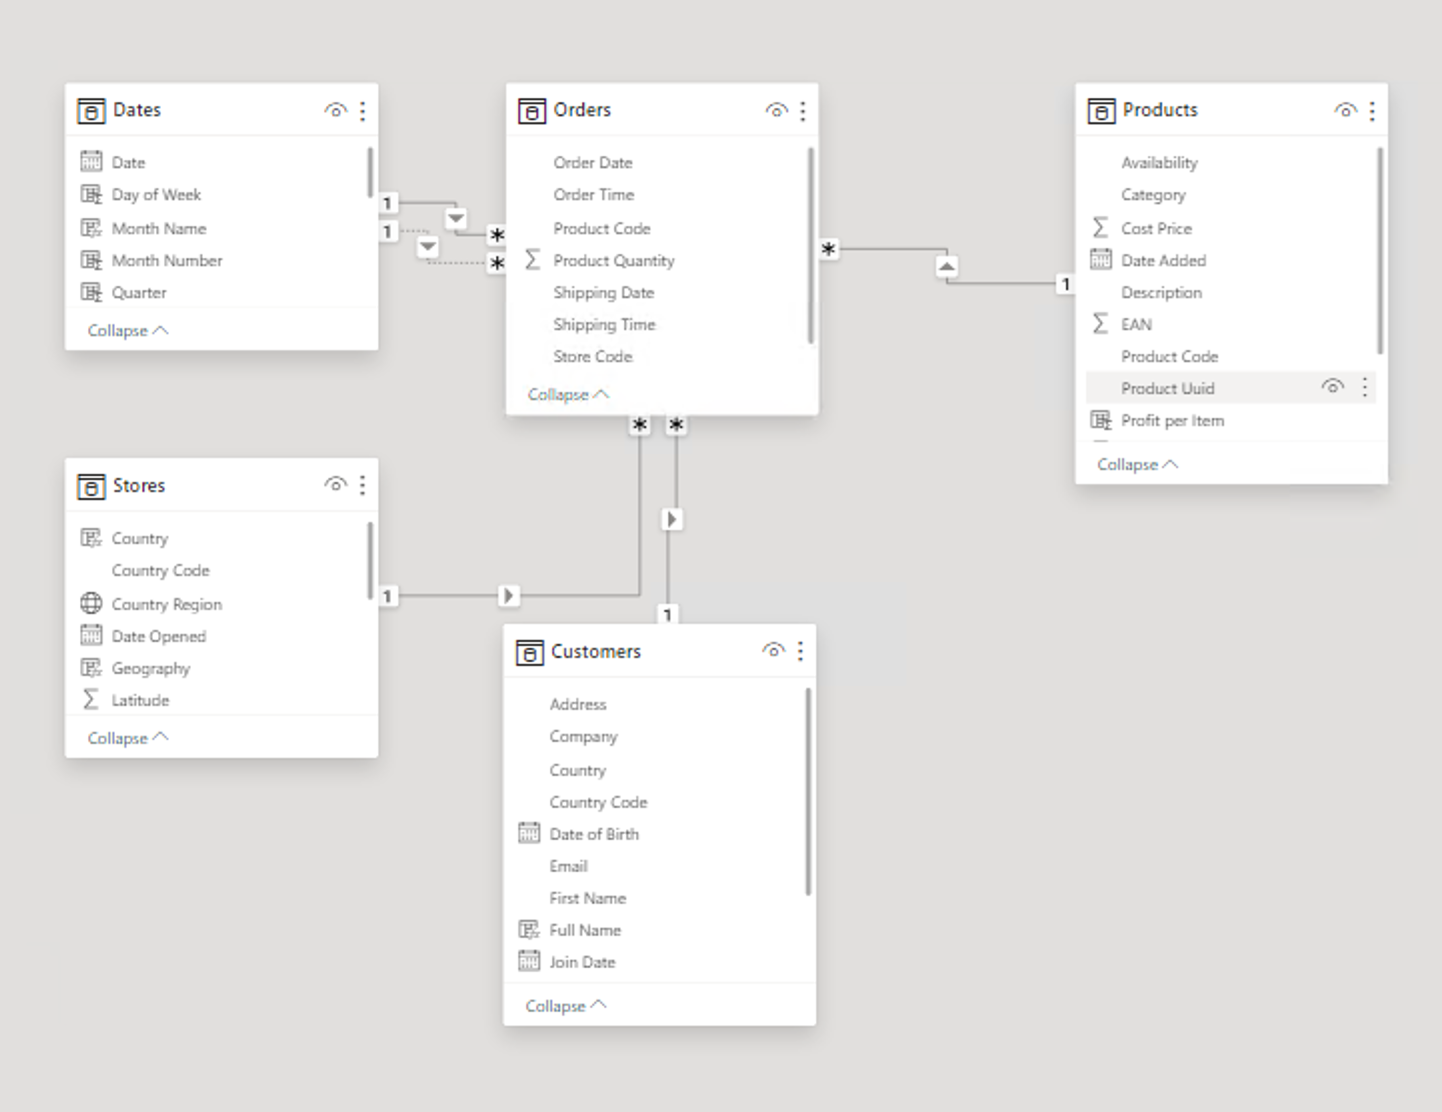 Dates
Date
Day of Week
Month Name
Month Number
Quarter
Collapse
1
1
*
*
Orders
Order Date
Order Time
Product Code
Product Quantity
Shipping Date
Shipping Time
Store Code
Collapse
*
1
*
*
Products
Availability
Category
Cost Price
Date Added
Description
EAN
Product Code
Product Uuid
Profit per Item
Collapse
Stores
Country
Country Code
Country Region
Date Opened
Geography
Latitude
Collapse
1
1
Customers
Address
Company
Country
Country Code
Date of Birth
Email
First Name
Full Name
Join Date
Collapse